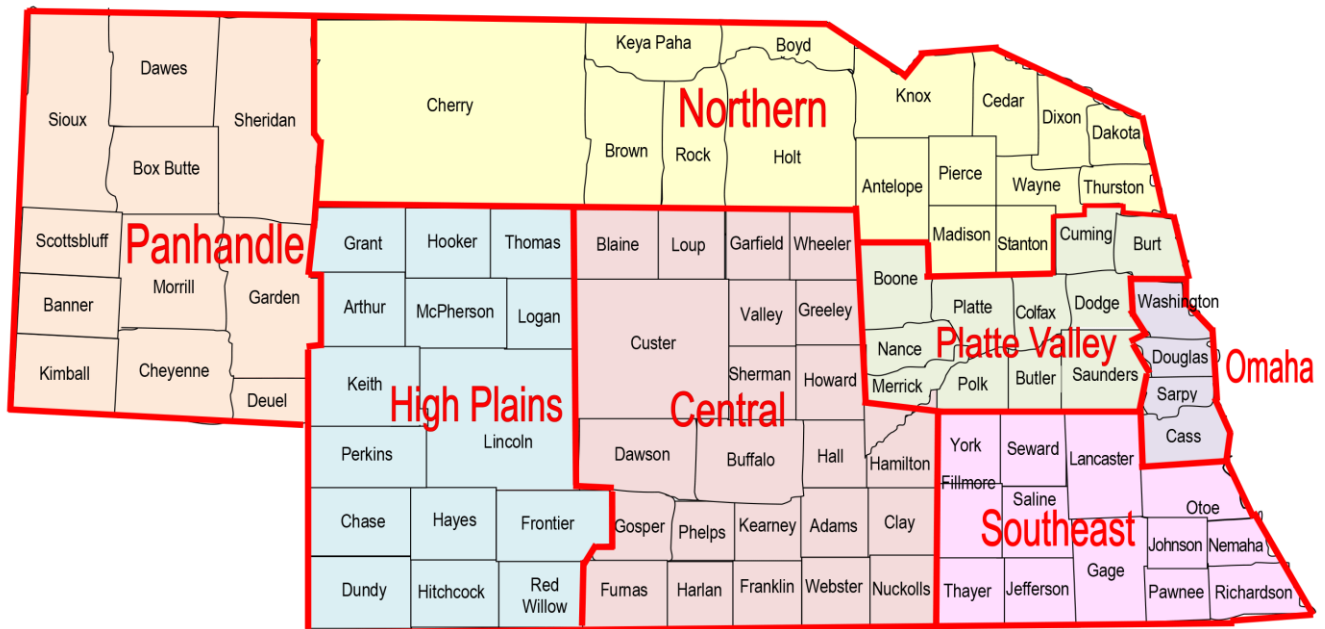 Keya Paha
Boyd
Dawes
Knox
Cedar
Cherry
Northern
Dixon
Sioux
Sheridan
Dakota
Brown
Rock
Holt
Box Butte
Pierce
Antelope
Wayne
Thurston
Scottsbluff
Panhandle
Grant
Hooker
Thomas
Blaine
Loup
Garfield
Wheeler
Madison
Stanton
Cuming
Burt
Boone
Morrill
Garden
Banner
Arthur
McPherson
Logan
Valley
Greeley
Platte
Colfax
Dodge
Washington
Custer
Nance
Platte Valley
Douglas
Omaha
Kimball
Cheyenne
Keith
Sherman
Howard
Merrick
Polk
Butler
Saunders
Sarpy
Deuel
High Plains
Central
Lincoln
Cass
Perkins
Dawson
Buffalo
Hall
Hamilton
York
Seward
Lancaster
Fillmore
Saline
Otoe
Chase
Hayes
Frontier
Gosper
Phelps
Kearney
Adams
Clay
Southeast
Johnson
Nemaha
Gage
Dundy
Hitchcock
Red
Willow
Furnas
Harlan
Franklin
Webster
Nuckolls
Thayer
Jefferson
Pawnee
Richardson